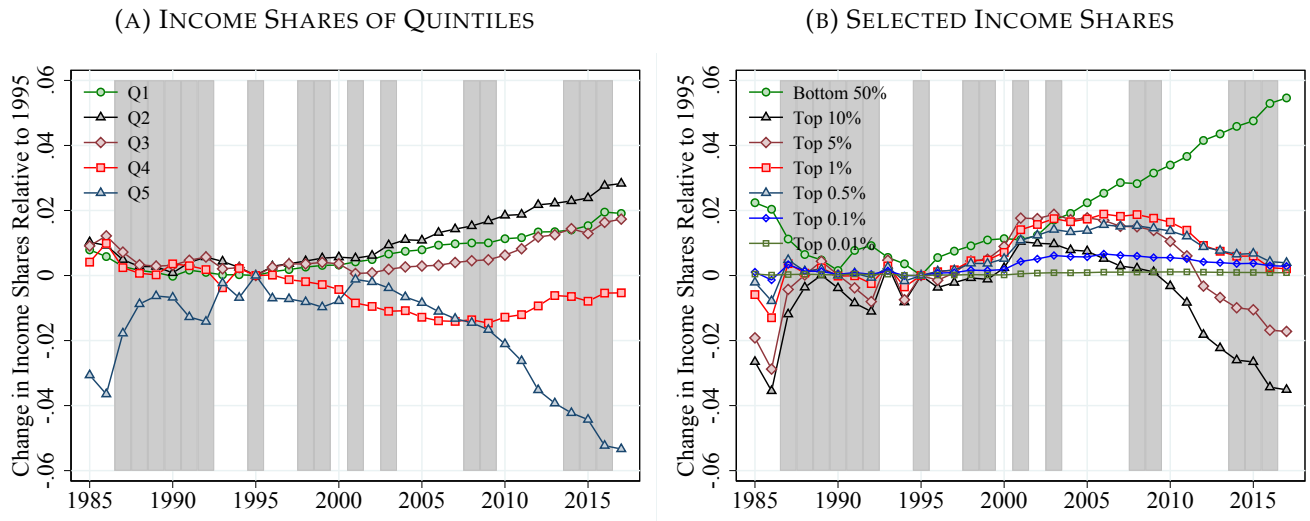 (A) INCOME SHARES OF QUINTILES
Change in Income Shares Relative to 1995
.06
.04
.02
0
-.02
-.04
-.06
Q1
Q2
Q3
Q4
Q5
1985 1990 1995 2000 2005 2010 2015
(B) SELECTED INCOME SHARES
Change in Income Shares Relative to 1995
.06
.04
.02
0
-.02
-.04
-.06
Bottom 50%
Top 10%
Top 5%
Top 1%
Top 0.5%
Top 0.1%
Top 0.01%
1985 1990 1995 2000 2005 2010 2015